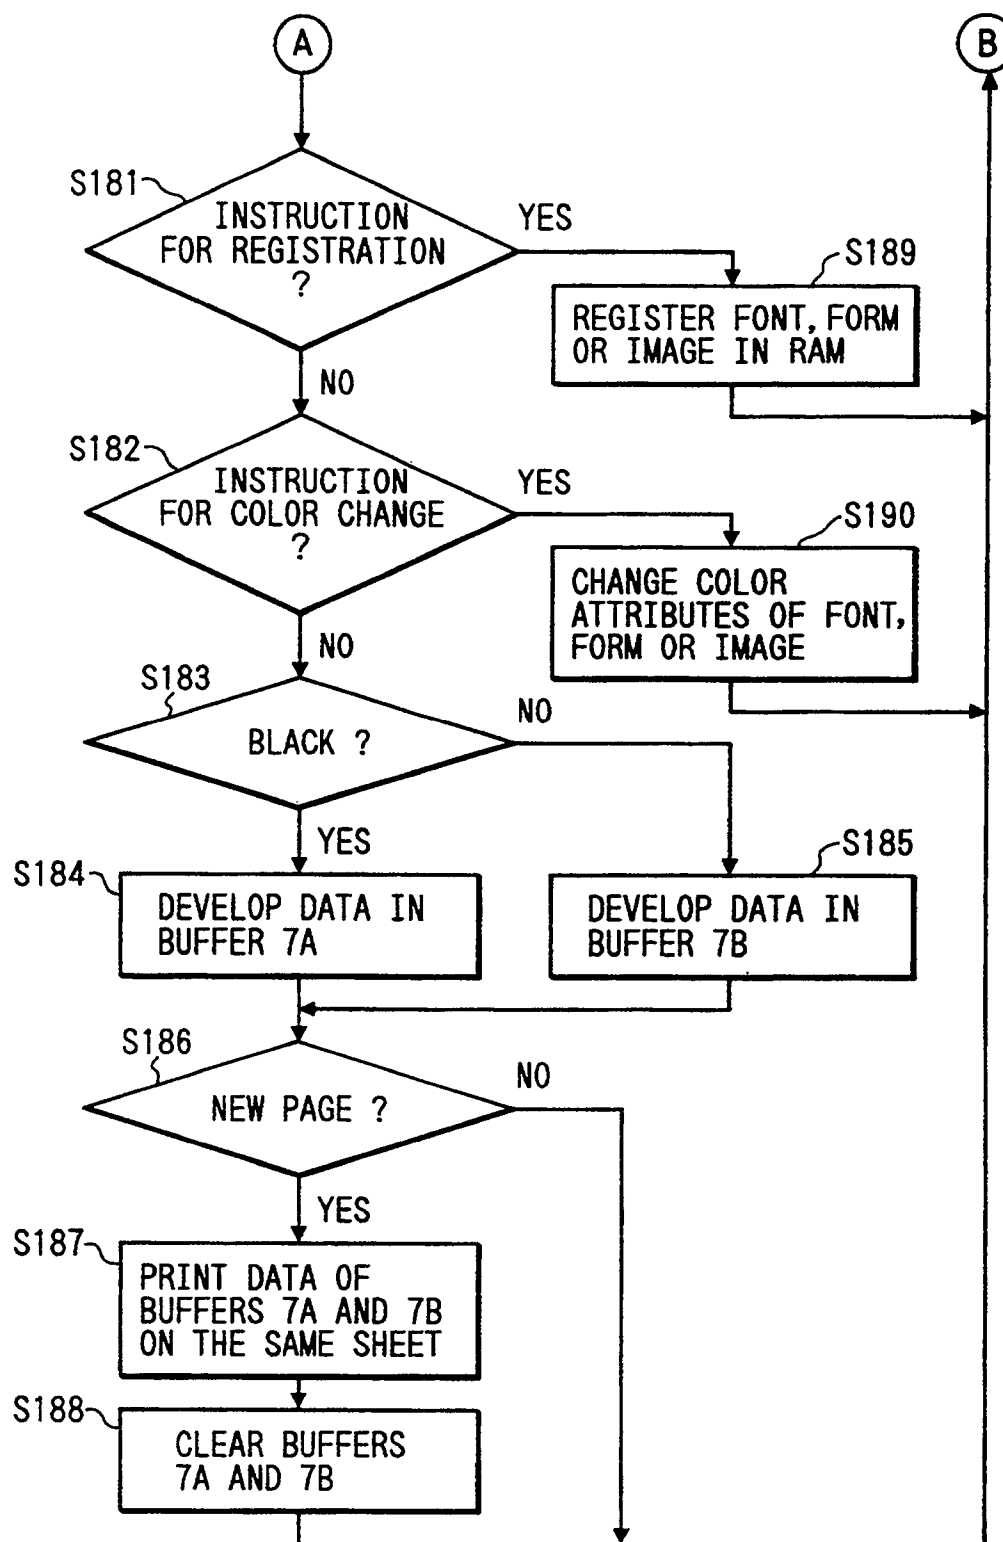 A
B
S181
INSTRUCTION
FOR REGISTRATION
?
YES
NO
S189
REGISTER FONT, FORM
OR IMAGE IN RAM
S182
INSTRUCTION
FOR COLOR CHANGE
?
YES
NO
S190
CHANGE COLOR
ATTRIBUTES OF FONT,
FORM OR IMAGE
S183
BLACK ?
NO
YES
S184
DEVELOP DATA IN
BUFFER 7A
S185
DEVELOP DATA IN
BUFFER 7B
S186
NEW PAGE ?
NO
YES
S187
PRINT DATA OF
BUFFERS 7A AND 7B
ON THE SAME SHEET
S188
CLEAR BUFFERS
7A AND 7B